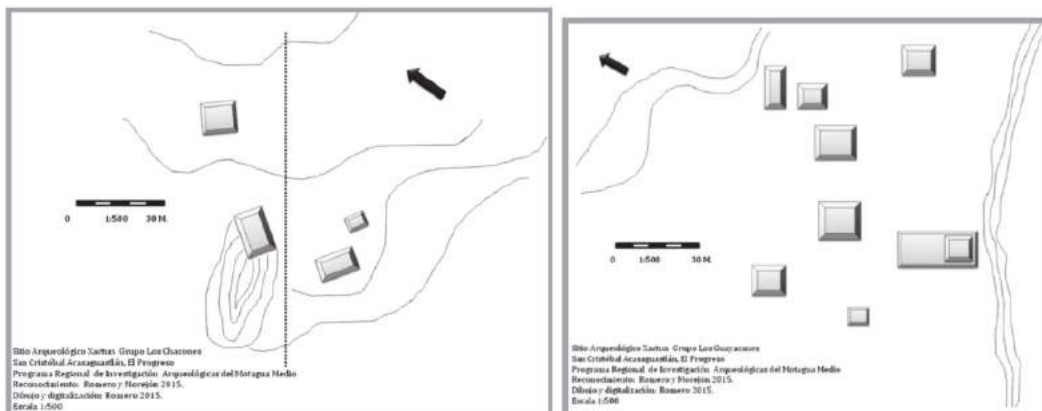 0 1:500 30 M.
Sitio Arqueológico Xartun Grupo Los Charones
San Cristóbal Acasaguastlán, El Progreso
Programa Regional de Investigación Arqueológicas del Motagua Medio
Reconocimiento: Romero y Morejón 2015.
Dibujo y digitalización: Romero 2015.
Escala 1:500
0 1:500 30 M.
Sitio Arqueológico Xartun Grupo Los Guayacanes
San Cristóbal Acasaguastlán, El Progreso
Programa Regional de Investigación Arqueológicas del Motagua Medio
Reconocimiento: Romero y Morejón 2015.
Dibujo y digitalización: Romero 2015.
Escala 1:500